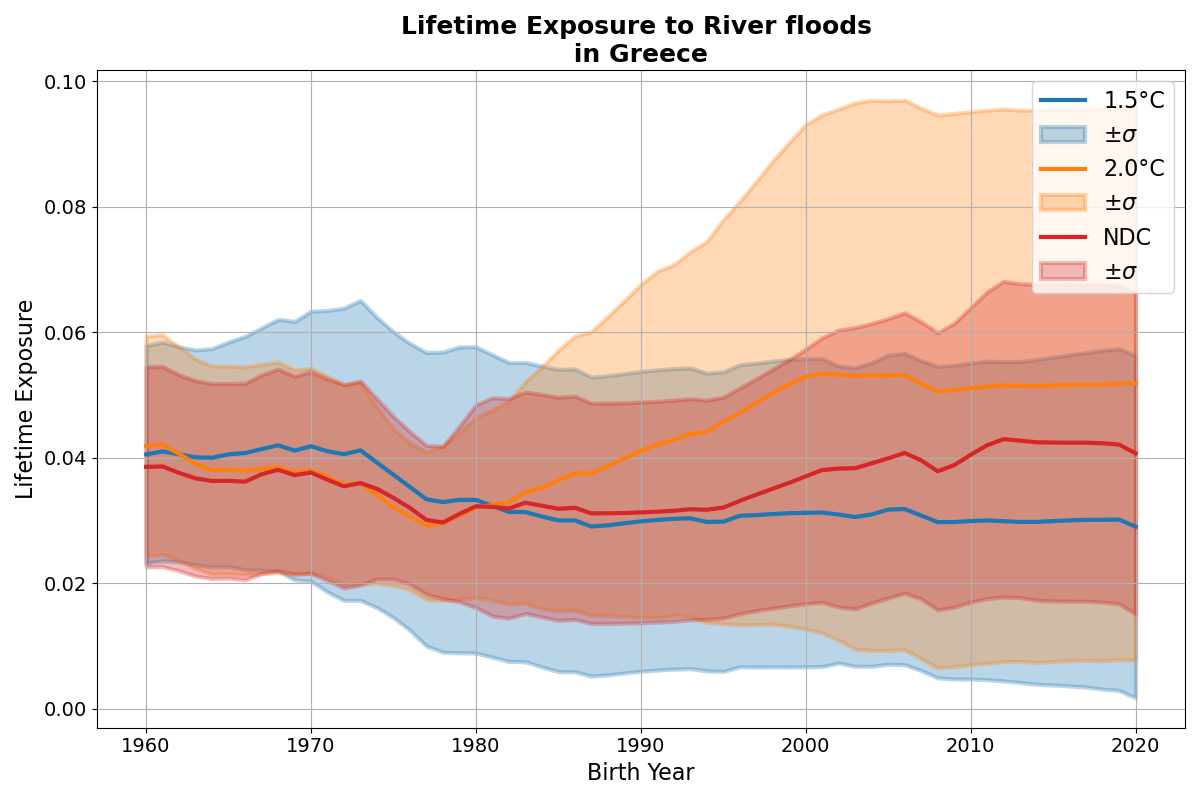 Lifetime Exposure to River floods
in Greece
Lifetime Exposure
0.10
0.08
0.06
0.04
0.02
0.00
1.5°C
±σ
2.0°C
±σ
NDC
±σ
1960
1970
1980
1990
2000
2010
2020
Birth Year